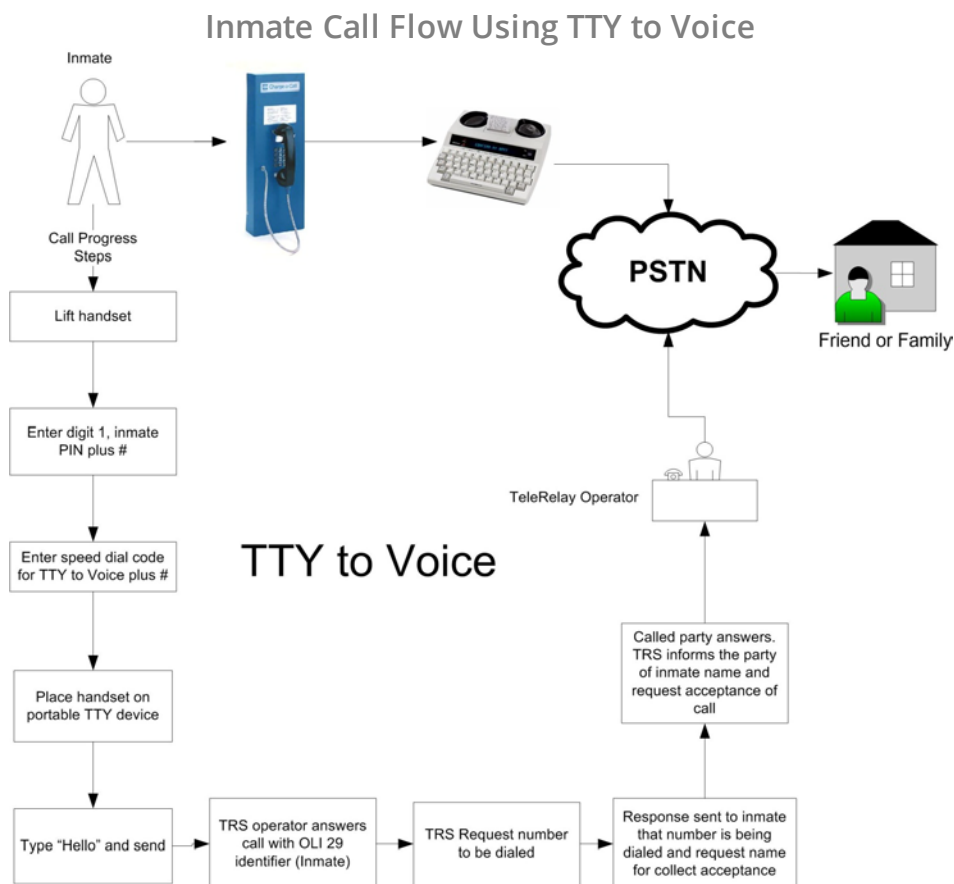 Inmate Call Flow Using TTY to Voice
Inmate
Call Progress
Steps
Lift handset
Enter digit 1, inmate
PIN plus #
Enter speed dial code
for TTY to Voice plus #
Place handset on
portable TTY device
Type “Hello” and send
TRS operator answers
call with OLI 29
identifier (Inmate)
TRS Request number
to be dialed
Response sent to inmate
that number is being
dialed and request name
for collect acceptance
Called party answers.
TRS informs the party
of inmate name and
request acceptance of
call
TeleRelay Operator
PSTN
Friend or Family
TTY to Voice